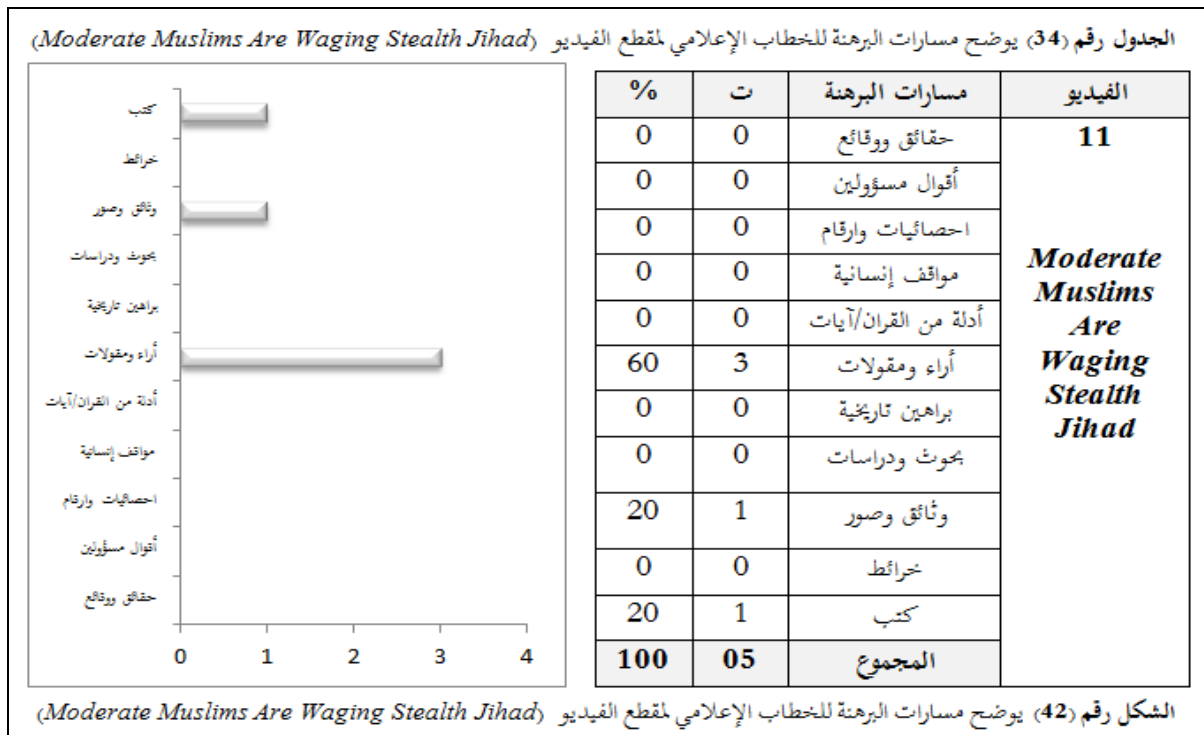 الجدول رقم (34) يوضح مسارات البرهنة للخطاب الإعلامي لمقطع الفيديو (Moderate Muslims Are Waging Stealth Jihad)
الفيديو مسارات البرهنة ت %
11 حقائق ووقائع 0 0
أقوال مسؤولين 0 0
احصائيات وارقام 0 0
مواقف إنسانية 0 0
أدلة من القران/آيات 0 0
أراء ومقولات 3 60
براهين تاريخية 0 0
بحوث ودراسات 0 0
وثائق وصور 1 20
خرائط 0 0
كتب 1 20
المجموع 05 100
Moderate
Muslims
Are
Waging
Stealth
Jihad
كتب
خرائط
وثائق وصور
بحوث ودراسات
براهين تاريخية
أراء ومقولات
أدلة من القران/آيات
مواقف إنسانية
احصائيات وارقام
أقوال مسؤولين
حقائق ووقائع
0 1 2 3 4
الشكل رقم (42) يوضح مسارات البرهنة للخطاب الإعلامي لمقطع الفيديو (Moderate Muslims Are Waging Stealth Jihad)